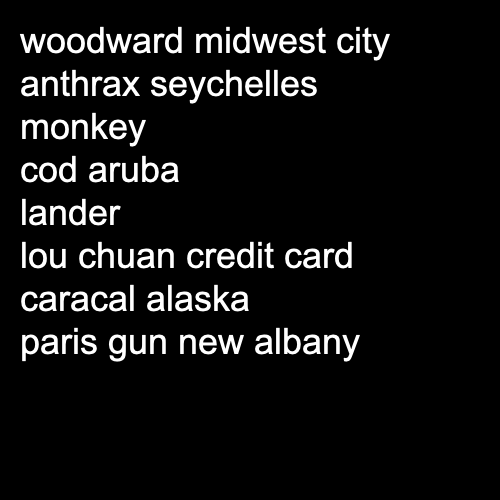 woodward midwest city
anthrax seychelles
monkey
cod aruba
lander
lou chuan credit card
caracal alaska
paris gun new albany